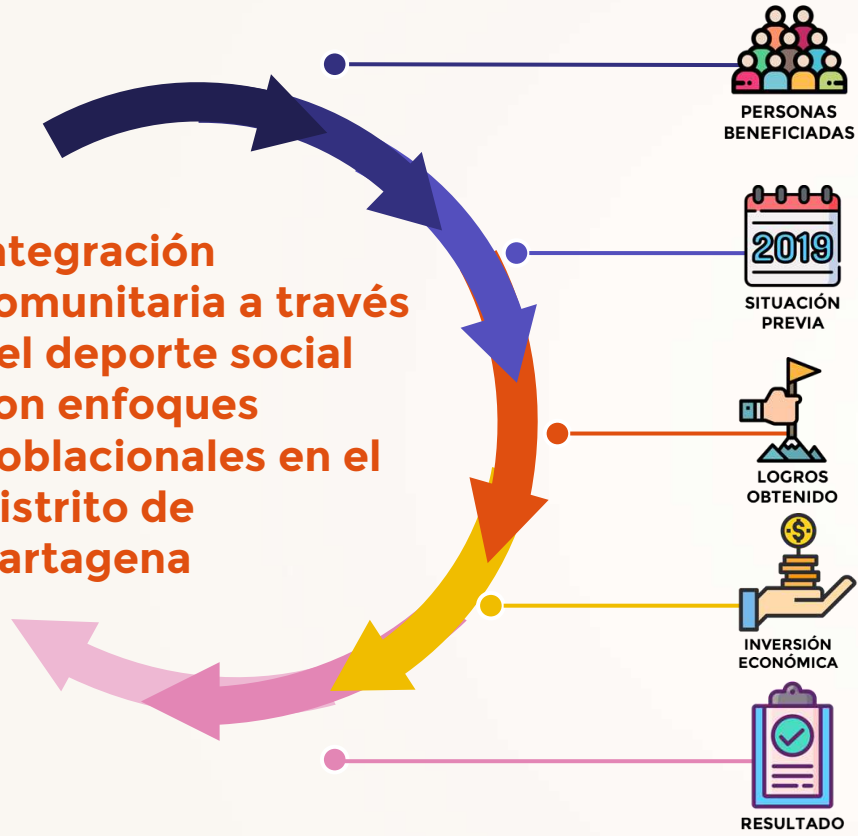 PERSONAS
BENEFICIADAS
2019
SITUACIÓN
PREVIA
ntegración
omunitaria a través
el deporte social
on enfoques
oblacionales en el
istrito de
artagena
LOGROS
OBTENIDO
$
INVERSIÓN
ECONÓMICA
RESULTADO